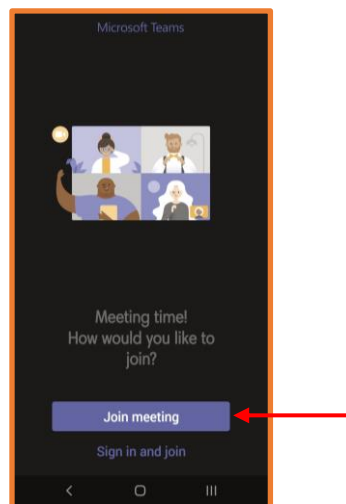 Microsoft Teams
Meeting time!
How would you like to
join?
Join meeting
Sign in and join